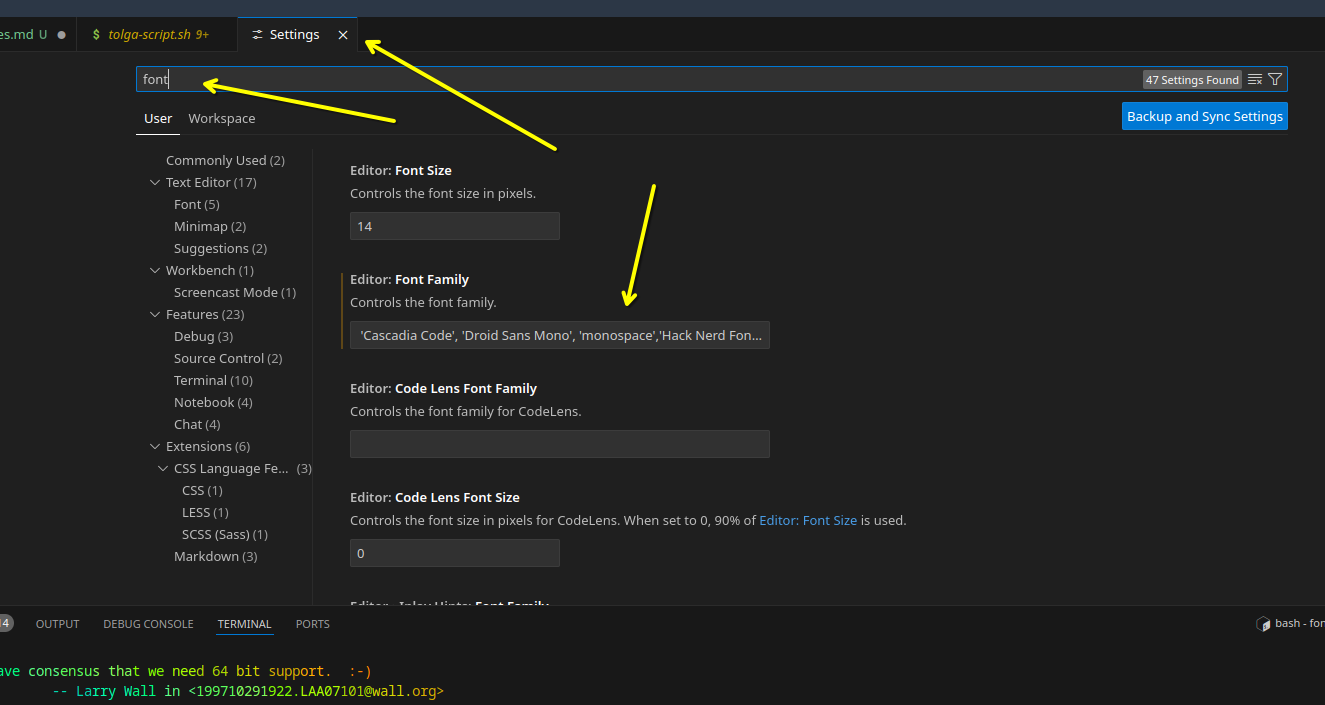 es.md U $ tolga-script.sh 9+ Settings
font 47 Settings Found
User Workspace Backup and Sync Settings
Commonly Used (2)
Text Editor (17)
Font (5)
Minimap (2)
Suggestions (2)
Workbench (1)
Screencast Mode (1)
Features (23)
Debug (3)
Source Control (2)
Terminal (10)
Notebook (4)
Chat (4)
Extensions (6)
CSS Language Fe... (3)
CSS (1)
LESS (1)
SCSS (Sass) (1)
Markdown (3)
Editor: Font Size
Controls the font size in pixels.
14
Editor: Font Family
Controls the font family.
'Cascadia Code', 'Droid Sans Mono', 'monospace','Hack Nerd Fon...
Editor: Code Lens Font Family
Controls the font family for CodeLens.
Editor: Code Lens Font Size
Controls the font size in pixels for CodeLens. When set to 0, 90% of Editor: Font Size is used.
0
Editor › Inlay Hints: Font Family
14 OUTPUT DEBUG CONSOLE TERMINAL PORTS bash - for
ave consensus that we need 64 bit support. :-)
-- Larry Wall in <199710291922.LAA07101@wall.org>